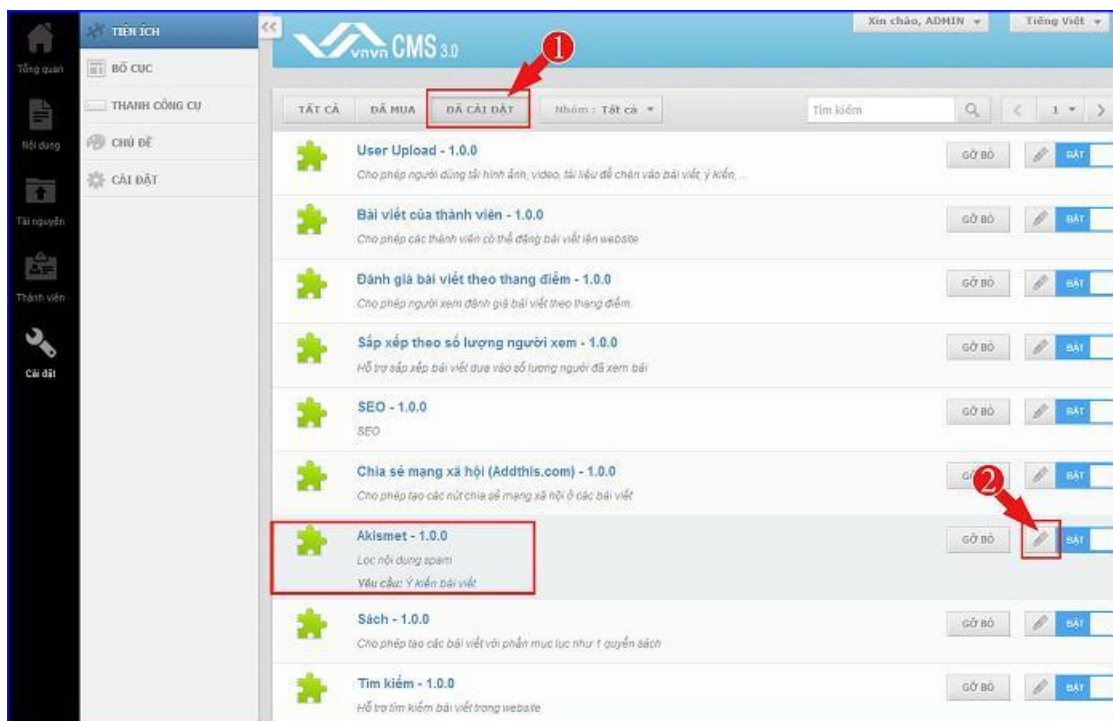 Xin chào, ADMIN
Tiếng Việt
vnvn CMS 3.0
1
Tổng quan
Nội dung
Tài nguyên
Thành viên
Cài đặt
TIỆN ÍCH
BỐ CỤC
THANH CÔNG CỤ
CHỦ ĐỀ
CÀI ĐẶT
TẤT CẢ ĐÃ MUA ĐÃ CÀI ĐẶT Nhóm : Tất cả Tìm kiếm 1
User Upload - 1.0.0
Cho phép người dùng tải hình ảnh, video, tài liệu để chèn vào bài viết, ý kiến, ...
GỠ BỎ BẬT
Bài viết của thành viên - 1.0.0
Cho phép các thành viên có thể đăng bài viết lên website
GỠ BỎ BẬT
Đánh giá bài viết theo thang điểm - 1.0.0
Cho phép người xem đánh giá bài viết theo thang điểm.
GỠ BỎ BẬT
Sắp xếp theo số lượng người xem - 1.0.0
Hỗ trợ sắp xếp bài viết dựa vào số lượng người đã xem bài
GỠ BỎ BẬT
SEO - 1.0.0
SEO
GỠ BỎ BẬT
Chia sẻ mạng xã hội (Addthis.com) - 1.0.0
Cho phép tạo các nút chia sẻ mạng xã hội ở các bài viết
2
BẬT
Akismet - 1.0.0
Lọc nội dung spam
Yêu cầu: Ý kiến bài viết
GỠ BỎ BẬT
Sách - 1.0.0
Cho phép tạo các bài viết với phần mục lục như 1 quyển sách
GỠ BỎ BẬT
Tìm kiếm - 1.0.0
Hỗ trợ tìm kiếm bài viết trong website
GỠ BỎ BẬT